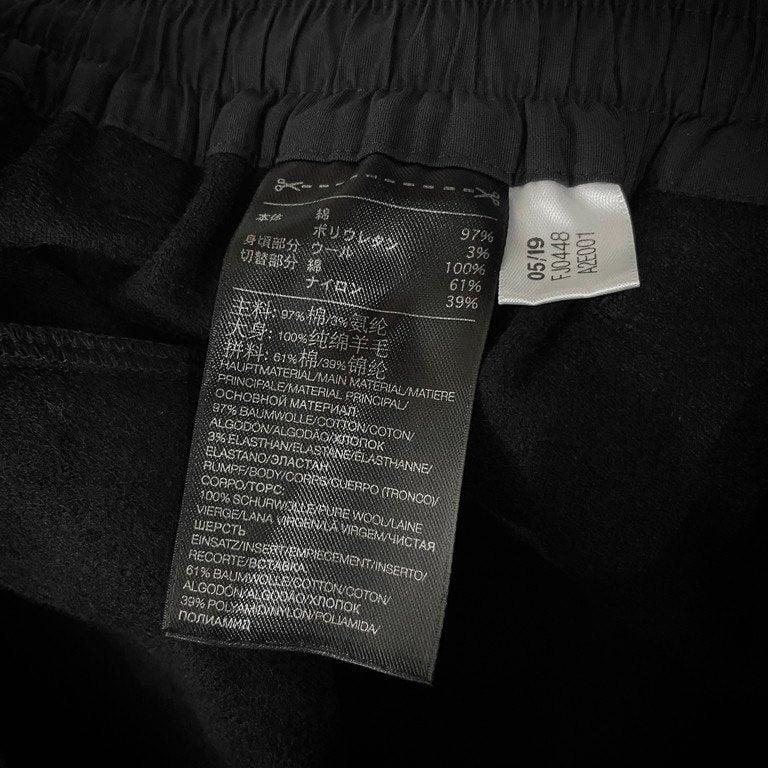 本体 綿 97%
ポリウレタン 3%
身頃部分 ウール 100%
切替部分 綿 61%
ナイロン 39%
主料: 97%棉/3%氨纶
大身: 100%纯绵羊毛
拼料: 61%棉/39%锦纶
HAUPTMATERIAL/MAIN MATERIAL/MATIERE
PRINCIPALE/MATERIAL PRINCIPAL/
ОСНОВНОЙ МАТЕРИАЛ:
97% BAUMWOLLE/COTTON/COTON/
ALGODÓN/ALGODÃO/ХЛОПОК
3% ELASTHAN/ELASTANE/ÉLASTHANNE/
ELASTANO/ЭЛАСТАН
RUMPF/BODY/CORPS/CUERPO (TRONCO)/
CORPO/ТОРС:
100% SCHURWOLLE/PURE WOOL/LAINE
VIERGE/LANA VIRGEN/LÃ VIRGEM/ЧИСТАЯ
ШЕРСТЬ
EINSATZ/INSERT/EMPIECEMENT/INSERTO/
RECORTE/ВСТАВКА:
61% BAUMWOLLE/COTTON/COTON/
ALGODÓN/ALGODÃO/ХЛОПОК
39% POLYAMID/NYLON/POLIAMIDA/
ПОЛИАМИД
05/19
FJ0448
A2E001